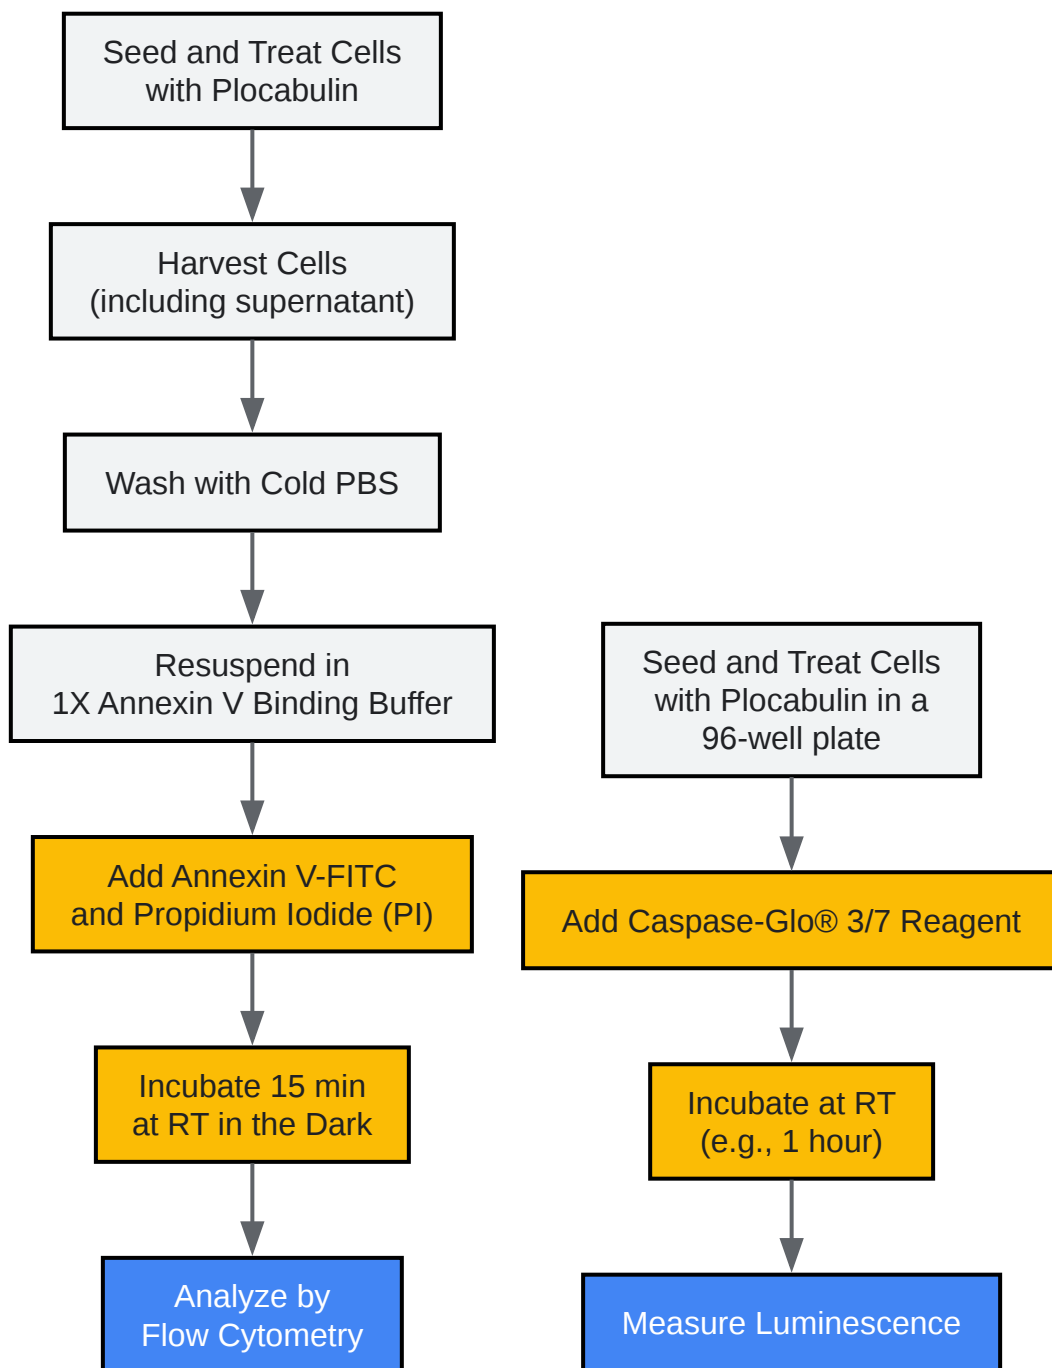 Seed and Treat Cells
with Plocabulin
Harvest Cells
(including supernatant)
Wash with Cold PBS
Resuspend in
1X Annexin V Binding Buffer
Add Annexin V-FITC
and Propidium Iodide (PI)
Incubate 15 min
at RT in the Dark
Analyze by
Flow Cytometry
Seed and Treat Cells
with Plocabulin in a
96-well plate
Add Caspase-Glo® 3/7 Reagent
Incubate at RT
(e.g., 1 hour)
Measure Luminescence